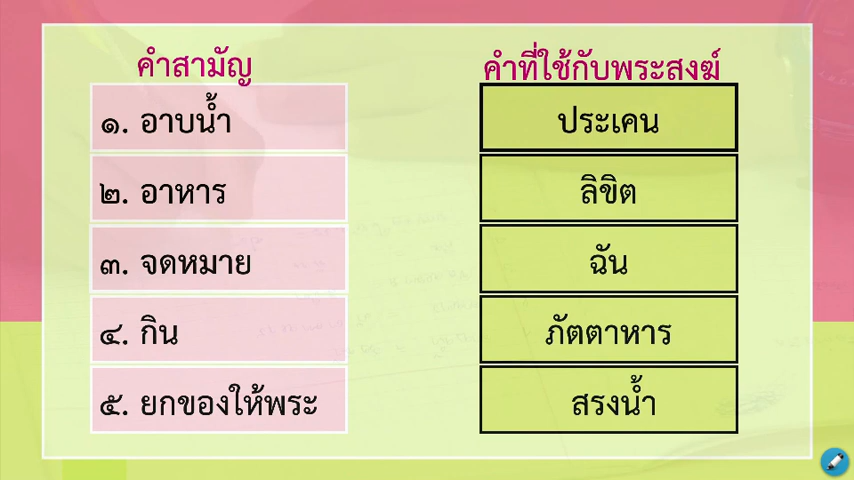 คำสามัญ
คำที่ใช้กับพระสงฆ์
๑. อาบน้ำ
ประเคน
๒. อาหาร
ลิขิต
๓. จดหมาย
ฉัน
๔. กิน
ภัตตาหาร
๕. ยกของให้พระ
สรงน้ำ